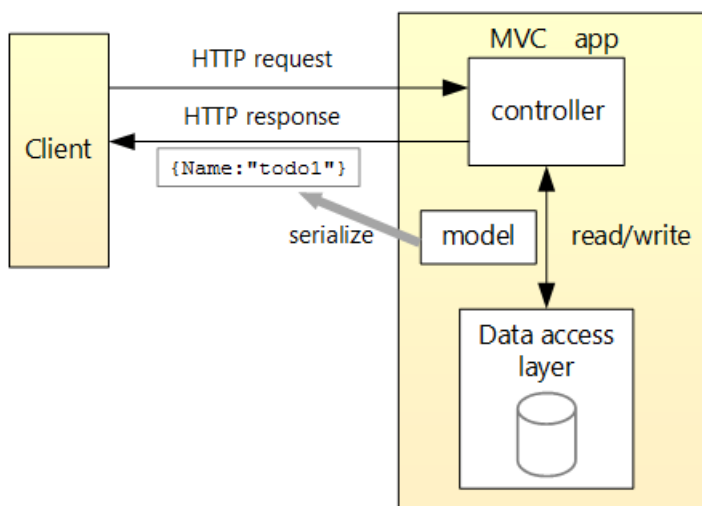 MVC app
HTTP request
controller
HTTP response
Client
{Name:"todo1"}
serialize
model
read/write
Data access
layer